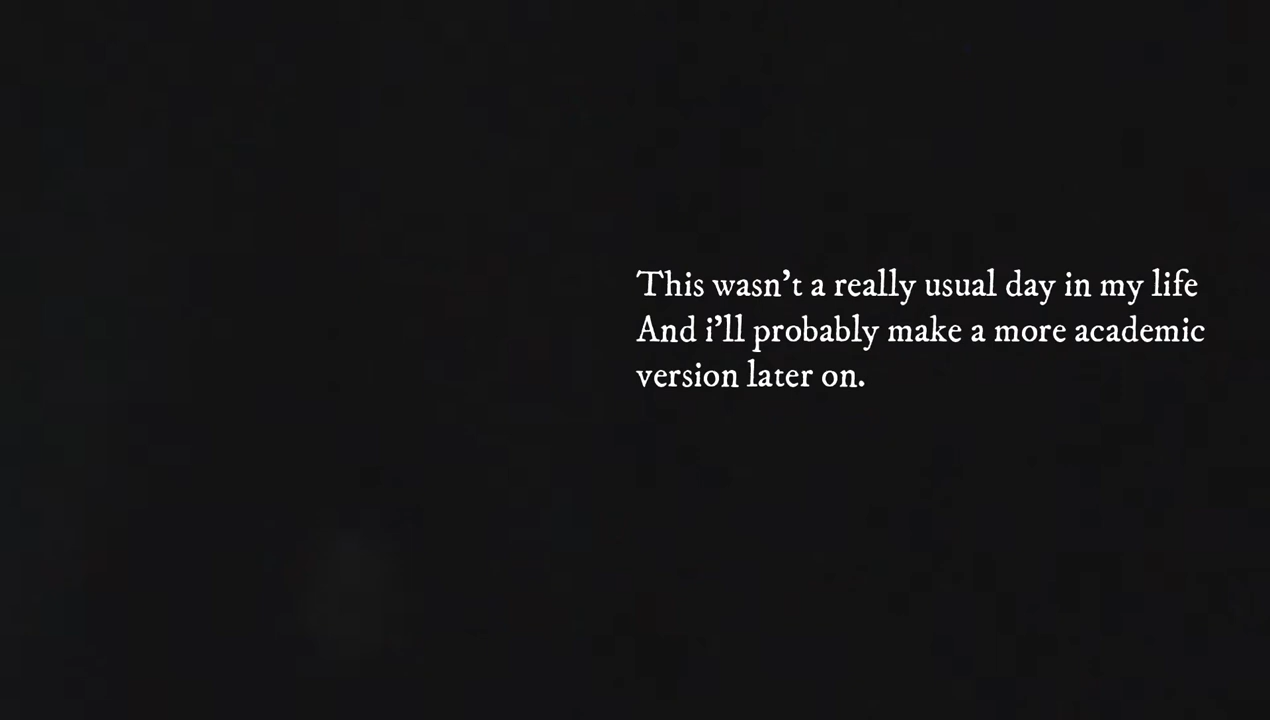 This wasn't a really usual day in my life
And i'll probably make a more academic
version later on.